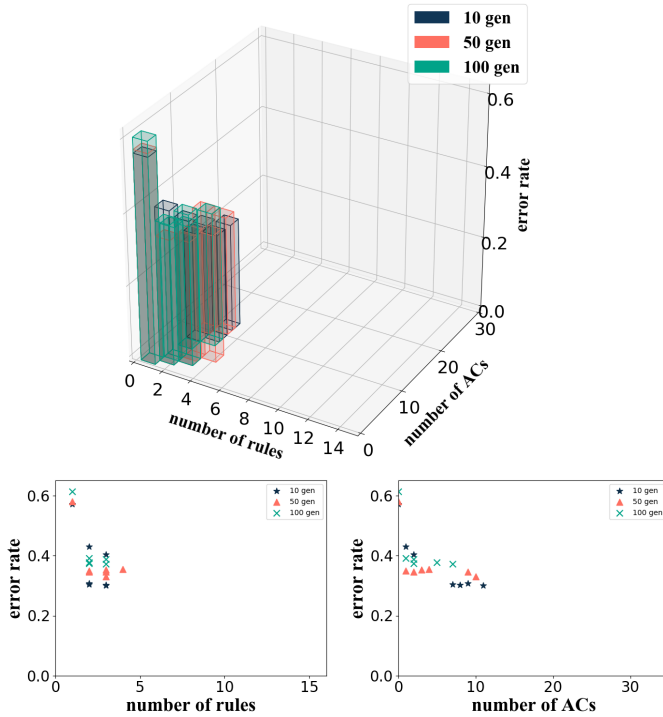 10 gen
50 gen
100 gen
0.6
0.4
0.2
0.0
error rate
0 2 4 6 8 10 12 14
number of rules
0 10 20 30
number of ACs
0.6
0.4
0.2
0.0
error rate
10 gen
50 gen
100 gen
0 5 10 15
number of rules
0.6
0.4
0.2
0.0
error rate
10 gen
50 gen
100 gen
0 10 20 30
number of ACs